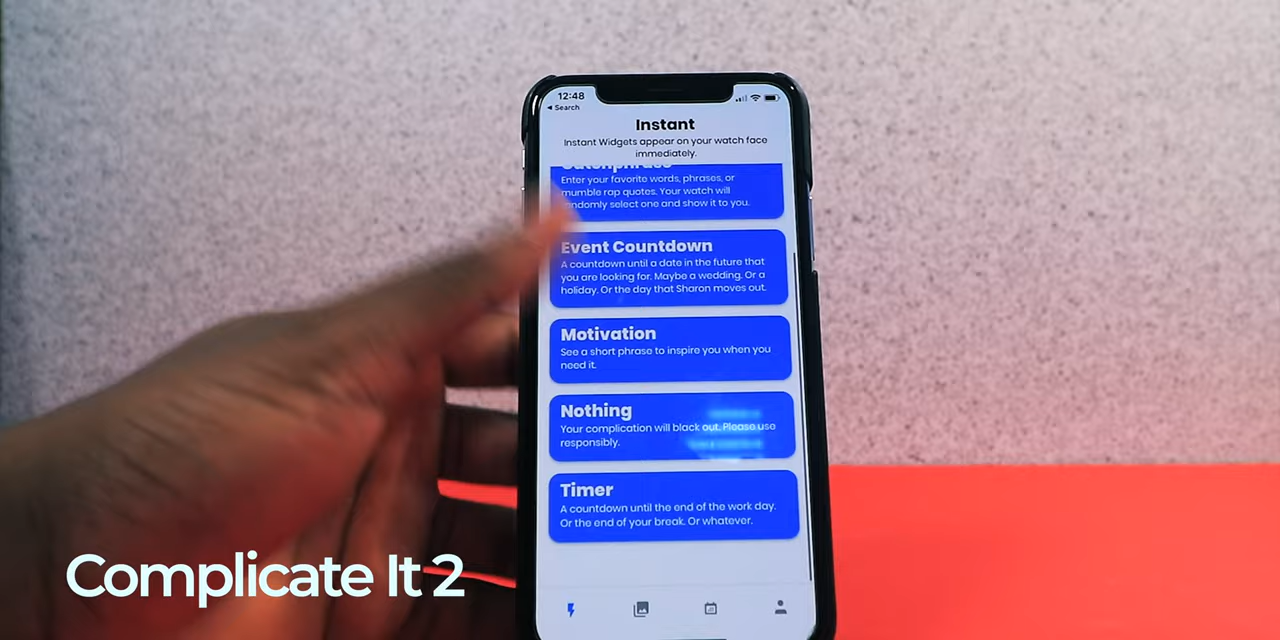 12:48
◀ Search
Instant
Instant Widgets appear on your watch face
immediately.
Catchphrase
Enter your favorite words, phrases, or
mumble rap quotes. Your watch will
randomly select one and show it to you.
Event Countdown
A countdown until a date in the future that
you are looking for. Maybe a wedding. Or a
holiday. Or the day that Sharon moves out.
Motivation
See a short phrase to inspire you when you
need it.
Nothing
Your complication will black out. Please use
responsibly.
Timer
A countdown until the end of the work day.
Or the end of your break. Or whatever.
Complicate It 2